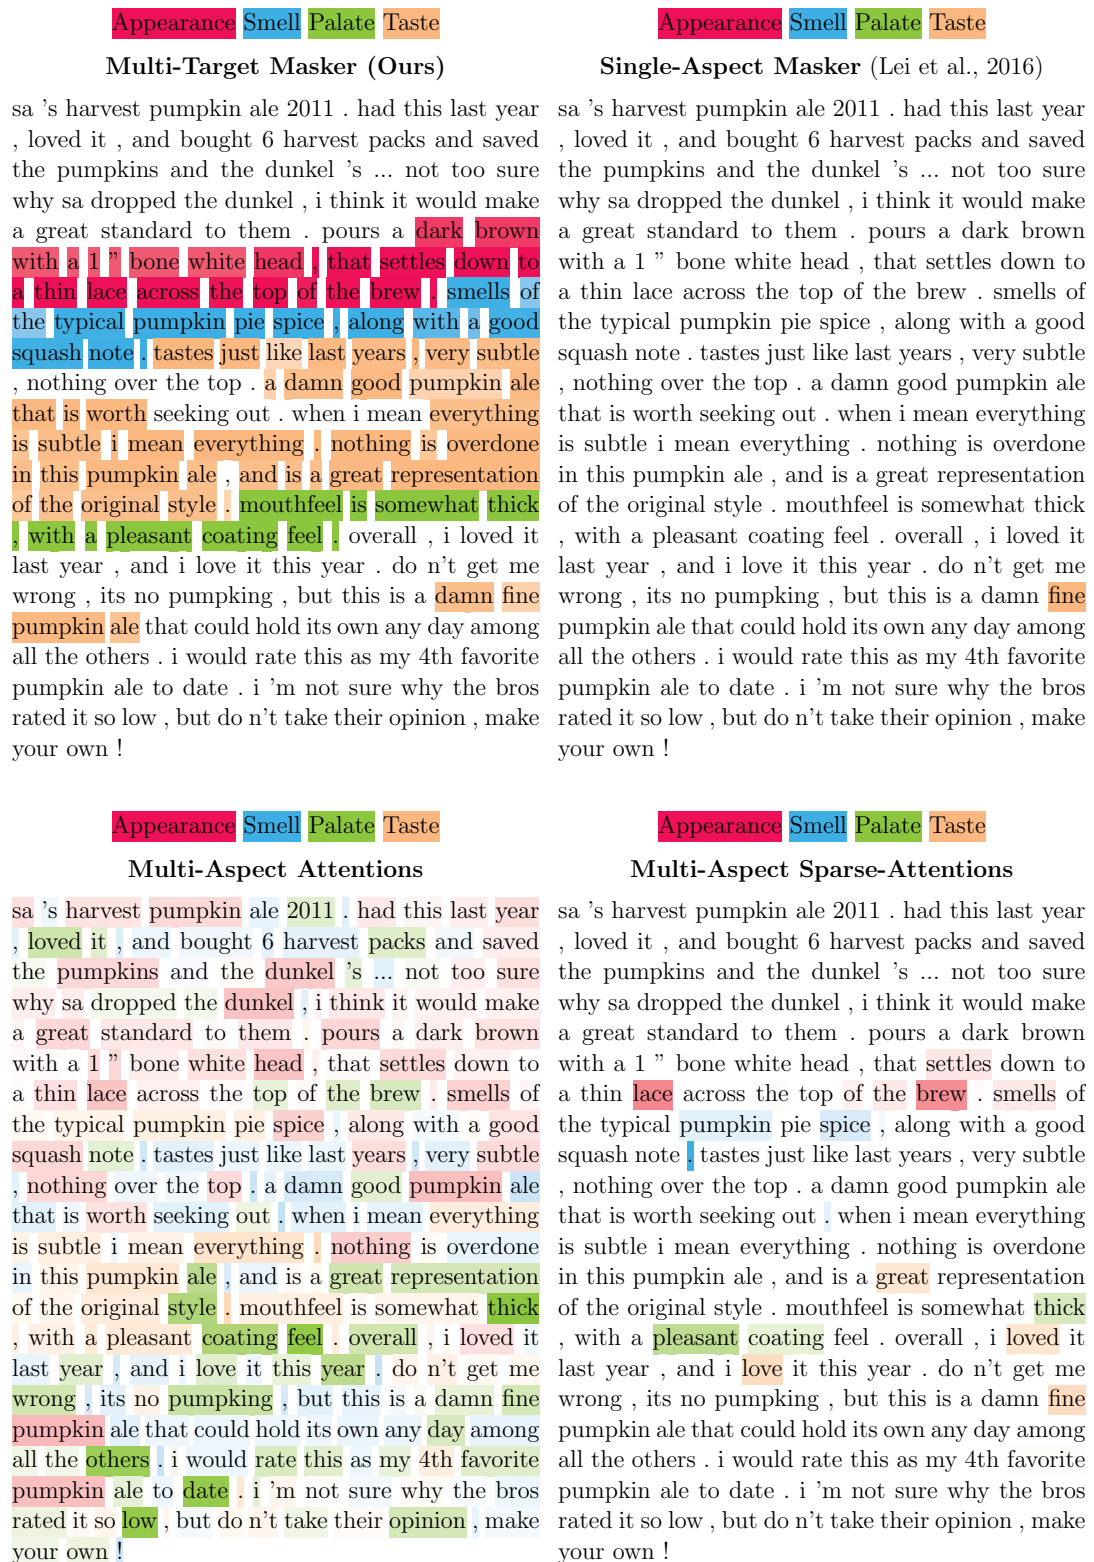 Appearance Smell Palate Taste
Multi-Target Masker (Ours)
sa 's harvest pumpkin ale 2011 . had this last year
, loved it , and bought 6 harvest packs and saved
the pumpkins and the dunkel 's ... not too sure
why sa dropped the dunkel , i think it would make
a great standard to them . pours a dark brown
with a 1 ” bone white head , that settles down to
a thin lace across the top of the brew . smells of
the typical pumpkin pie spice , along with a good
squash note . tastes just like last years , very subtle
, nothing over the top . a damn good pumpkin ale
that is worth seeking out . when i mean everything
is subtle i mean everything . nothing is overdone
in this pumpkin ale , and is a great representation
of the original style . mouthfeel is somewhat thick
, with a pleasant coating feel . overall , i loved it
last year , and i love it this year . do n't get me
wrong , its no pumpking , but this is a damn fine
pumpkin ale that could hold its own any day among
all the others . i would rate this as my 4th favorite
pumpkin ale to date . i 'm not sure why the bros
rated it so low , but do n't take their opinion , make
your own !
Appearance Smell Palate Taste
Single-Aspect Masker (Lei et al., 2016)
sa 's harvest pumpkin ale 2011 . had this last year
, loved it , and bought 6 harvest packs and saved
the pumpkins and the dunkel 's ... not too sure
why sa dropped the dunkel , i think it would make
a great standard to them . pours a dark brown
with a 1 ” bone white head , that settles down to
a thin lace across the top of the brew . smells of
the typical pumpkin pie spice , along with a good
squash note . tastes just like last years , very subtle
, nothing over the top . a damn good pumpkin ale
that is worth seeking out . when i mean everything
is subtle i mean everything . nothing is overdone
in this pumpkin ale , and is a great representation
of the original style . mouthfeel is somewhat thick
, with a pleasant coating feel . overall , i loved it
last year , and i love it this year . do n't get me
wrong , its no pumpking , but this is a damn fine
pumpkin ale that could hold its own any day among
all the others . i would rate this as my 4th favorite
pumpkin ale to date . i 'm not sure why the bros
rated it so low , but do n't take their opinion , make
your own !
Appearance Smell Palate Taste
Multi-Aspect Attentions
sa 's harvest pumpkin ale 2011 . had this last year
, loved it , and bought 6 harvest packs and saved
the pumpkins and the dunkel 's ... not too sure
why sa dropped the dunkel , i think it would make
a great standard to them . pours a dark brown
with a 1 ” bone white head , that settles down to
a thin lace across the top of the brew . smells of
the typical pumpkin pie spice , along with a good
squash note . tastes just like last years , very subtle
, nothing over the top . a damn good pumpkin ale
that is worth seeking out . when i mean everything
is subtle i mean everything . nothing is overdone
in this pumpkin ale , and is a great representation
of the original style . mouthfeel is somewhat thick
, with a pleasant coating feel . overall , i loved it
last year , and i love it this year . do n't get me
wrong , its no pumpking , but this is a damn fine
pumpkin ale that could hold its own any day among
all the others . i would rate this as my 4th favorite
pumpkin ale to date . i 'm not sure why the bros
rated it so low , but do n't take their opinion , make
your own !
Appearance Smell Palate Taste
Multi-Aspect Sparse-Attentions
sa 's harvest pumpkin ale 2011 . had this last year
, loved it , and bought 6 harvest packs and saved
the pumpkins and the dunkel 's ... not too sure
why sa dropped the dunkel , i think it would make
a great standard to them . pours a dark brown
with a 1 ” bone white head , that settles down to
a thin lace across the top of the brew . smells of
the typical pumpkin pie spice , along with a good
squash note . tastes just like last years , very subtle
, nothing over the top . a damn good pumpkin ale
that is worth seeking out . when i mean everything
is subtle i mean everything . nothing is overdone
in this pumpkin ale , and is a great representation
of the original style . mouthfeel is somewhat thick
, with a pleasant coating feel . overall , i loved it
last year , and i love it this year . do n't get me
wrong , its no pumpking , but this is a damn fine
pumpkin ale that could hold its own any day among
all the others . i would rate this as my 4th favorite
pumpkin ale to date . i 'm not sure why the bros
rated it so low , but do n't take their opinion , make
your own !